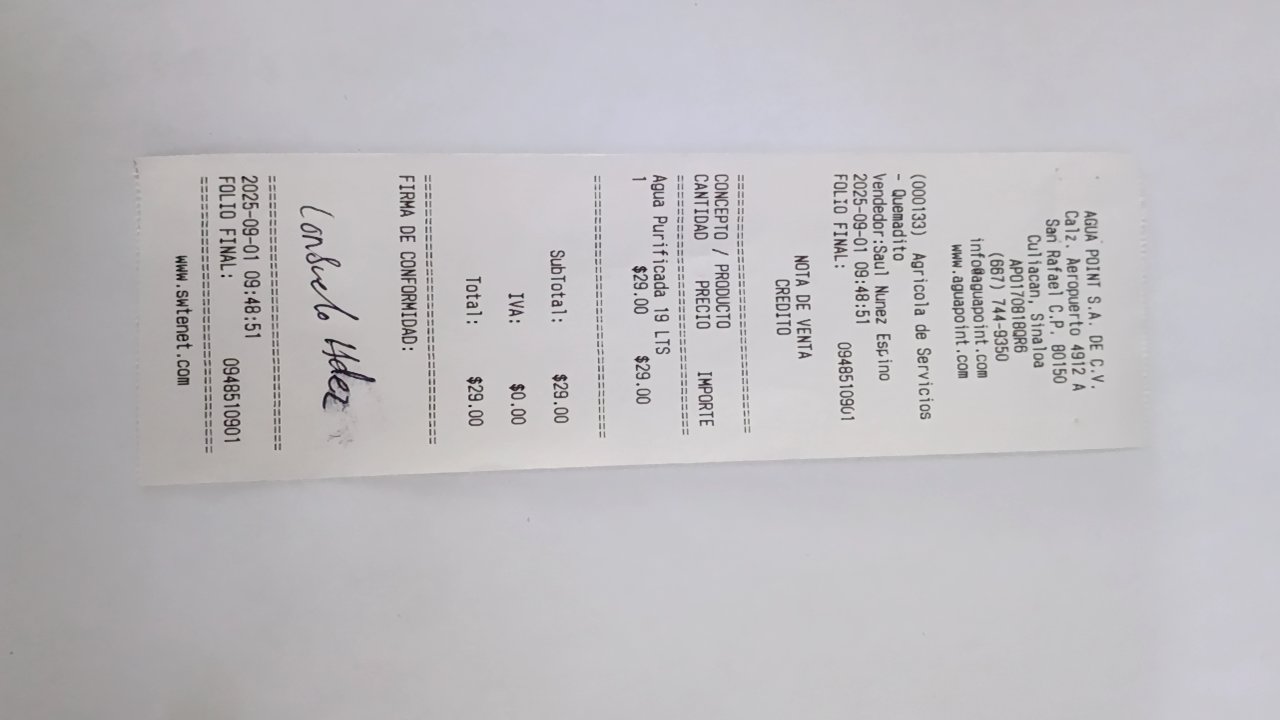 AGUA POINT S.A. DE C.V.
Calz. Aeropuerto 4912 A
San Rafael C.P. 80150
Culiacan, Sinaloa
APO170818QR6
(667) 744-9350
info@aguapoint.com
www.aguapoint.com
(000133) Agricola de Servicios
- Quemadito
Vendedor:Saul Nunez Espino
2025-09-01 09:48:51
FOLIO FINAL: 0948510901
NOTA DE VENTA
CREDITO
==============================
CONCEPTO / PRODUCTO
CANTIDAD PRECIO IMPORTE
==============================
Agua Purificada 19 LTS
1 $29.00 $29.00
==============================
SubTotal: $29.00
IVA: $0.00
Total: $29.00
==============================
FIRMA DE CONFORMIDAD:
Consuelo Hdez
==============================
2025-09-01 09:48:51
FOLIO FINAL: 0948510901
==============================
www.swtenet.com